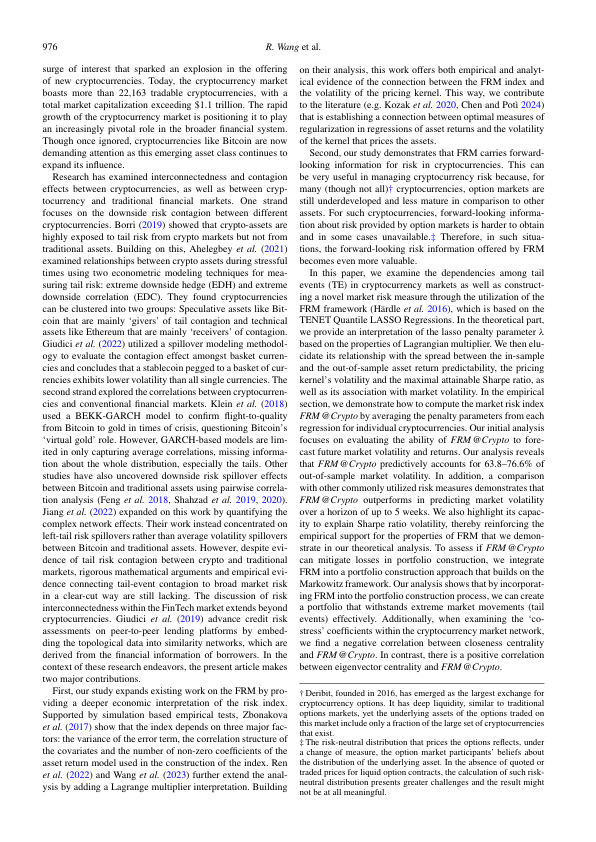 976
R. Wang et al.
surge of interest that sparked an explosion in the offering
of new cryptocurrencies. Today, the cryptocurrency market
boasts more than 22,163 tradable cryptocurrencies, with a
total market capitalization exceeding $1.1 trillion. The rapid
growth of the cryptocurrency market is positioning it to play
an increasingly pivotal role in the broader financial system.
Though once ignored, cryptocurrencies like Bitcoin are now
demanding attention as this emerging asset class continues to
expand its influence.
Research has examined interconnectedness and contagion
effects between cryptocurrencies, as well as between cryp-
tocurrency and traditional financial markets. One strand
focuses on the downside risk contagion between different
cryptocurrencies. Borri (2019) showed that crypto-assets are
highly exposed to tail risk from crypto markets but not from
traditional assets. Building on this, Ahelegbey et al. (2021)
examined relationships between crypto assets during stressful
times using two econometric modeling techniques for mea-
suring tail risk: extreme downside hedge (EDH) and extreme
downside correlation (EDC). They found cryptocurrencies
can be clustered into two groups: Speculative assets like Bit-
coin that are mainly 'givers' of tail contagion and technical
assets like Ethereum that are mainly 'receivers' of contagion.
Giudici et al. (2022) utilized a spillover modeling methodol-
ogy to evaluate the contagion effect amongst basket curren-
cies and concludes that a stablecoin pegged to a basket of cur-
rencies exhibits lower volatility than all single currencies. The
second strand explored the correlations between cryptocurren-
cies and conventional financial markets. Klein et al. (2018)
used a BEKK-GARCH model to confirm flight-to-quality
from Bitcoin to gold in times of crisis, questioning Bitcoin's
'virtual gold' role. However, GARCH-based models are lim-
ited in only capturing average correlations, missing informa-
tion about the whole distribution, especially the tails. Other
studies have also uncovered downside risk spillover effects
between Bitcoin and traditional assets using pairwise correla-
tion analysis (Feng et al. 2018, Shahzad et al. 2019, 2020).
Jiang et al. (2022) expanded on this work by quantifying the
complex network effects. Their work instead concentrated on
left-tail risk spillovers rather than average volatility spillovers
between Bitcoin and traditional assets. However, despite evi-
dence of tail risk contagion between crypto and traditional
markets, rigorous mathematical arguments and empirical evi-
dence connecting tail-event contagion to broad market risk
in a clear-cut way are still lacking. The discussion of risk
interconnectedness within the FinTech market extends beyond
cryptocurrencies. Giudici et al. (2019) advance credit risk
assessments on peer-to-peer lending platforms by embed-
ding the topological data into similarity networks, which are
derived from the financial information of borrowers. In the
context of these research endeavors, the present article makes
two major contributions.
First, our study expands existing work on the FRM by pro-
viding a deeper economic interpretation of the risk index.
Supported by simulation based empirical tests, Zbonakova
et al. (2017) show that the index depends on three major fac-
tors: the variance of the error term, the correlation structure of
the covariates and the number of non-zero coefficients of the
asset return model used in the construction of the index. Ren
et al. (2022) and Wang et al. (2023) further extend the anal-
ysis by adding a Lagrange multiplier interpretation. Building
on their analysis, this work offers both empirical and analyt-
ical evidence of the connection between the FRM index and
the volatility of the pricing kernel. This way, we contribute
to the literature (e.g. Kozak et al. 2020, Chen and Poti 2024)
that is establishing a connection between optimal measures of
regularization in regressions of asset returns and the volatility
of the kernel that prices the assets.
Second, our study demonstrates that FRM carries forward-
looking information for risk in cryptocurrencies. This can
be very useful in managing cryptocurrency risk because, for
many (though not all)† cryptocurrencies, option markets are
still underdeveloped and less mature in comparison to other
assets. For such cryptocurrencies, forward-looking informa-
tion about risk provided by option markets is harder to obtain
and in some cases unavailable.‡ Therefore, in such situa-
tions, the forward-looking risk information offered by FRM
becomes even more valuable.
In this paper, we examine the dependencies among tail
events (TE) in cryptocurrency markets as well as construct-
ing a novel market risk measure through the utilization of the
FRM framework (Härdle et al. 2016), which is based on the
TENET Quantile LASSO Regressions. In the theoretical part,
we provide an interpretation of the lasso penalty parameter λ
based on the properties of Lagrangian multiplier. We then elu-
cidate its relationship with the spread between the in-sample
and the out-of-sample asset return predictability, the pricing
kernel's volatility and the maximal attainable Sharpe ratio, as
well as its association with market volatility. In the empirical
section, we demonstrate how to compute the market risk index
FRM@Crypto by averaging the penalty parameters from each
regression for individual cryptocurrencies. Our initial analysis
focuses on evaluating the ability of FRM@Crypto to fore-
cast future market volatility and returns. Our analysis reveals
that FRM@Crypto predictively accounts for 63.8–76.6% of
out-of-sample market volatility. In addition, a comparison
with other commonly utilized risk measures demonstrates that
FRM@Crypto outperforms in predicting market volatility
over a horizon of up to 5 weeks. We also highlight its capac-
ity to explain Sharpe ratio volatility, thereby reinforcing the
empirical support for the properties of FRM that we demon-
strate in our theoretical analysis. To assess if FRM@Crypto
can mitigate losses in portfolio construction, we integrate
FRM into a portfolio construction approach that builds on the
Markowitz framework. Our analysis shows that by incorporat-
ing FRM into the portfolio construction process, we can create
a portfolio that withstands extreme market movements (tail
events) effectively. Additionally, when examining the 'co-
stress' coefficients within the cryptocurrency market network,
we find a negative correlation between closeness centrality
and FRM@Crypto. In contrast, there is a positive correlation
between eigenvector centrality and FRM@Crypto.
† Deribit, founded in 2016, has emerged as the largest exchange for
cryptocurrency options. It has deep liquidity, similar to traditional
options markets, yet the underlying assets of the options traded on
this market include only a fraction of the large set of cryptocurrencies
that exist.
‡ The risk-neutral distribution that prices the options reflects, under
a change of measure, the option market participants' beliefs about
the distribution of the underlying asset. In the absence of quoted or
traded prices for liquid option contracts, the calculation of such risk-
neutral distribution presents greater challenges and the result might
not be at all meaningful.